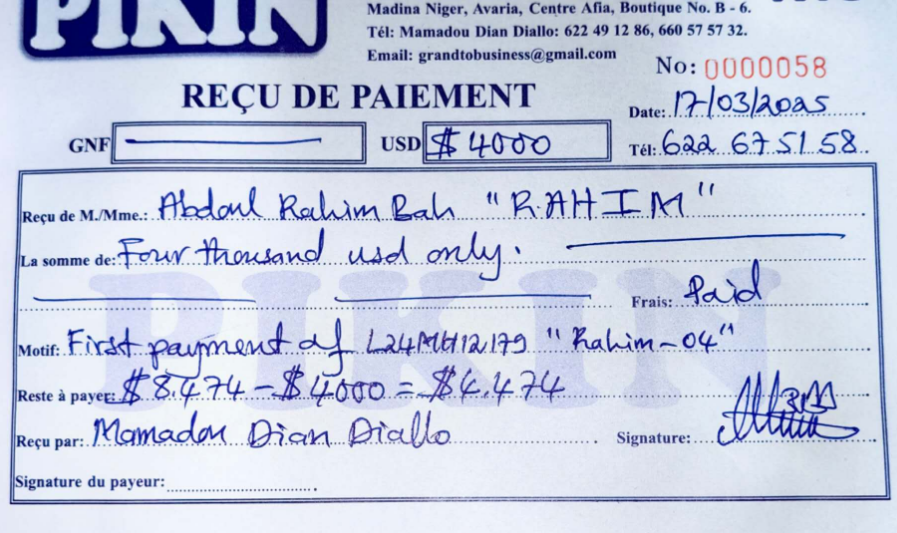 PIKIN
Madina Niger, Avaria, Centre Afia, Boutique No. B - 6.
Tél: Mamadou Dian Diallo: 622 49 12 86, 660 57 57 32.
Email: grandtobusiness@gmail.com
No: 0000058
REÇU DE PAIEMENT
Date: 17/03/2025
GNF USD $ 4000
Tél: 622 67 51 58
Reçu de M./Mme.: Abdoul Rahim Bah "RAHIM"
La somme de: Four thousand usd only.
Frais: Paid
Motif: First payment of L24MH12179 "Rahim-04"
Reste à payer: $8.474 - $4000 = $4.474
Reçu par: Mamadou Dian Diallo Signature:
Signature du payeur:
PIKIN